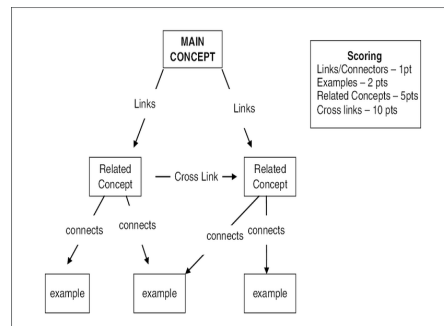 MAIN
CONCEPT
Scoring
Links/Connectors – 1pt
Examples – 2 pts
Related Concepts – 5pts
Cross links – 10 pts
Links
Links
Related
Concept
Cross Link
Related
Concept
connects
connects
connects
connects
example
example
example